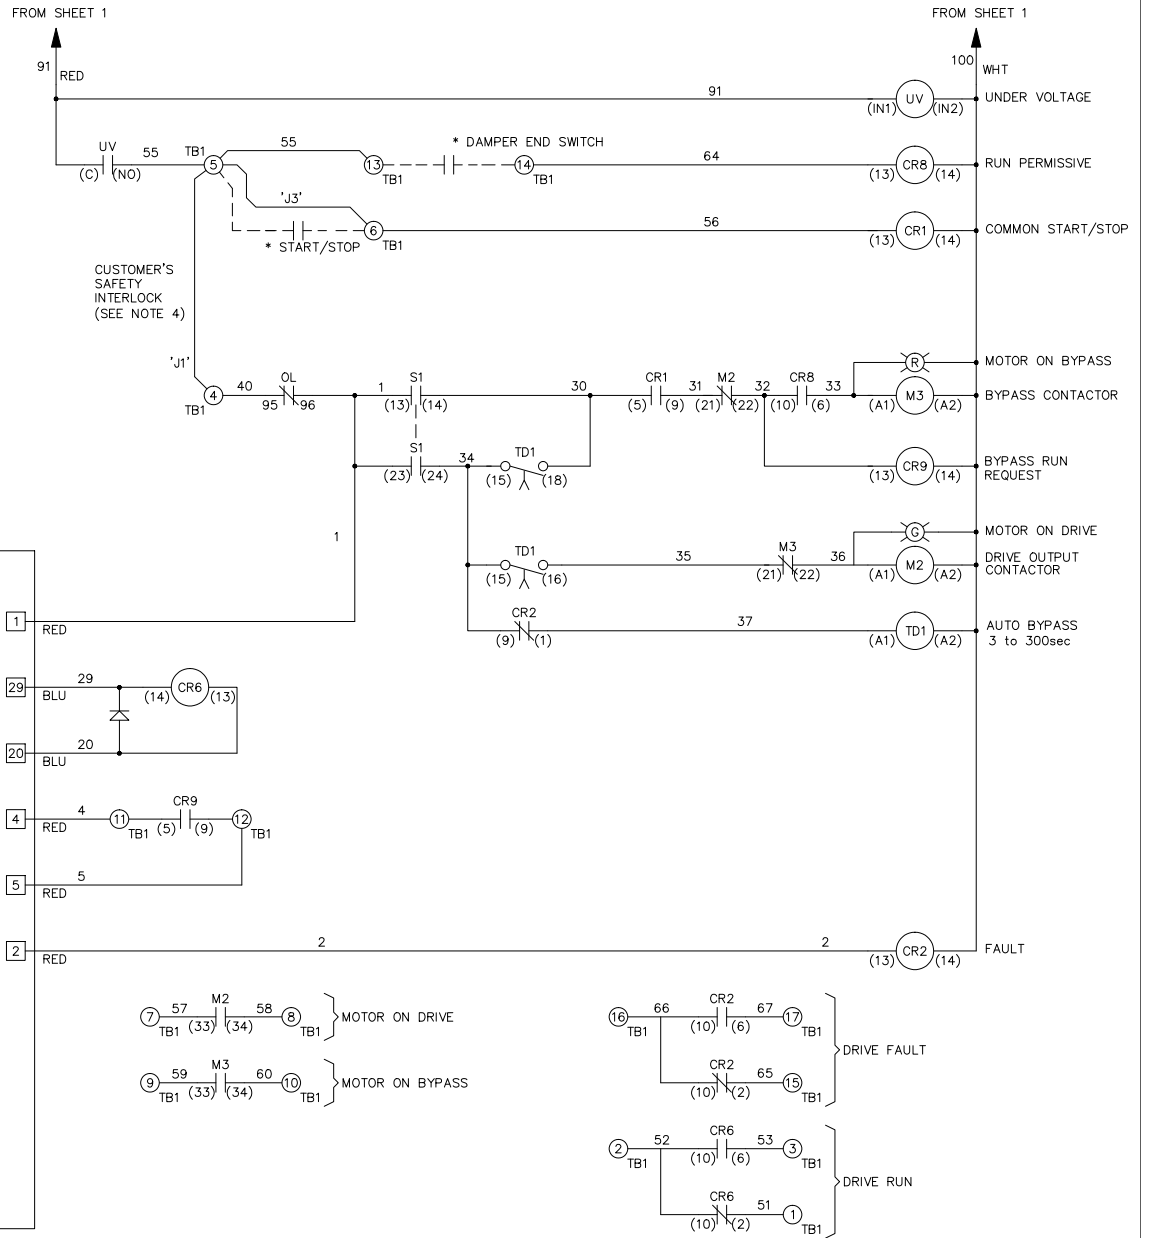 FROM SHEET 1
FROM SHEET 1
91
RED
100
WHT
91
UV
(IN1)
(IN2)
UNDER VOLTAGE
UV
(C)
(NO)
55
TB1
5
55
13
TB1
* DAMPER END SWITCH
14
TB1
64
CR8
(13)
(14)
RUN PERMISSIVE
'J3'
* START/STOP
6
TB1
56
CR1
(13)
(14)
COMMON START/STOP
CUSTOMER'S
SAFETY
INTERLOCK
(SEE NOTE 4)
'J1'
4
TB1
40
OL
95
96
1
S1
(13)
(14)
30
CR1
(5)
(9)
31
M2
(21)
(22)
32
CR8
(10)
(6)
33
R
MOTOR ON BYPASS
M3
(A1)
(A2)
BYPASS CONTACTOR
S1
(23)
(24)
34
TD1
(15)
(18)
CR9
(13)
(14)
BYPASS RUN
REQUEST
1
G
MOTOR ON DRIVE
TD1
(15)
(16)
35
M3
(21)
(22)
36
M2
(A1)
(A2)
DRIVE OUTPUT
CONTACTOR
CR2
(9)
(1)
37
TD1
(A1)
(A2)
AUTO BYPASS
3 to 300sec
1
RED
29
BLU
29
CR6
(14)
(13)
20
BLU
20
4
RED
4
11
TB1
CR9
(5)
(9)
12
TB1
5
RED
5
2
RED
2
2
CR2
(13)
(14)
FAULT
7
TB1
57
M2
(33)
(34)
58
8
TB1
MOTOR ON DRIVE
9
TB1
59
M3
(33)
(34)
60
10
TB1
MOTOR ON BYPASS
16
TB1
66
CR2
(10)
(6)
67
17
TB1
CR2
(10)
(2)
65
15
TB1
DRIVE FAULT
2
TB1
52
CR6
(10)
(6)
53
3
TB1
CR6
(10)
(2)
51
1
TB1
DRIVE RUN